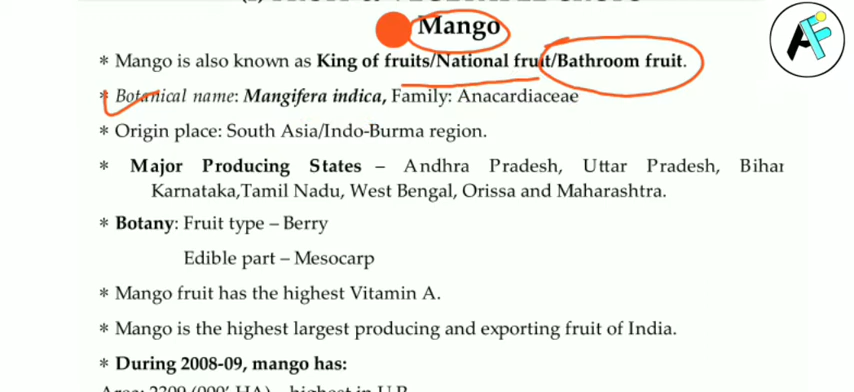 Mango
* Mango is also known as King of fruits/National fruit/Bathroom fruit.
* Botanical name: Mangifera indica, Family: Anacardiaceae
* Origin place: South Asia/Indo-Burma region.
* Major Producing States – Andhra Pradesh, Uttar Pradesh, Bihar
Karnataka,Tamil Nadu, West Bengal, Orissa and Maharashtra.
* Botany: Fruit type – Berry
Edible part – Mesocarp
* Mango fruit has the highest Vitamin A.
* Mango is the highest largest producing and exporting fruit of India.
* During 2008-09, mango has: